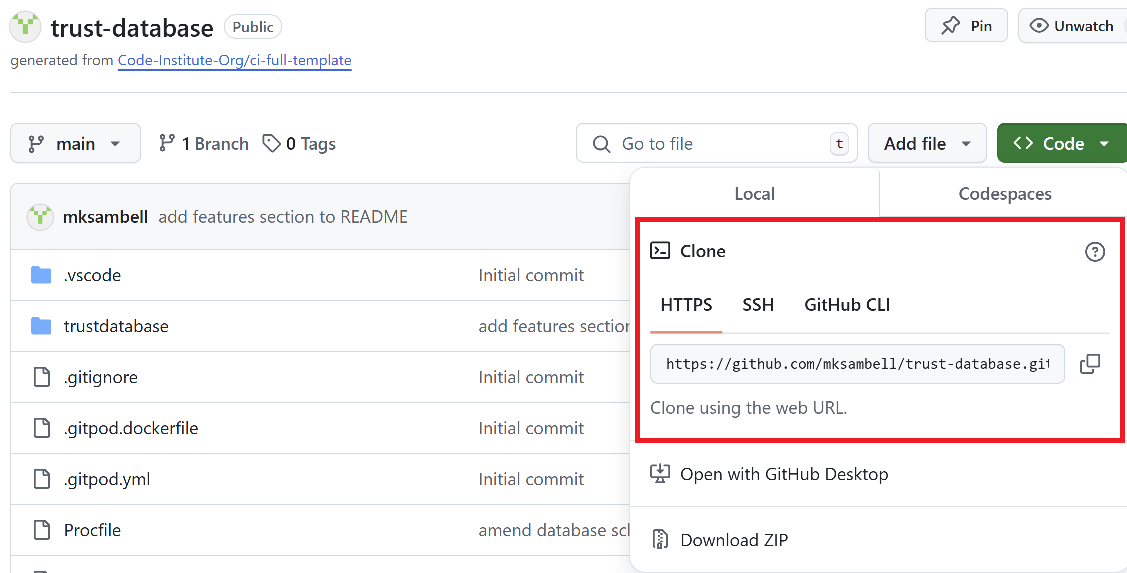 trust-database Public
Pin
Unwatch
generated from Code-Institute-Org/ci-full-template
main
1 Branch
0 Tags
Go to file
t
Add file
Code
Local
Codespaces
mksambell add features section to README
.vscode Initial commit
trustdatabase add features section
.gitignore Initial commit
.gitpod.dockerfile Initial commit
.gitpod.yml Initial commit
Procfile amend database sc
Clone
HTTPS SSH GitHub CLI
https://github.com/mksambell/trust-database.git
Clone using the web URL.
Open with GitHub Desktop
Download ZIP